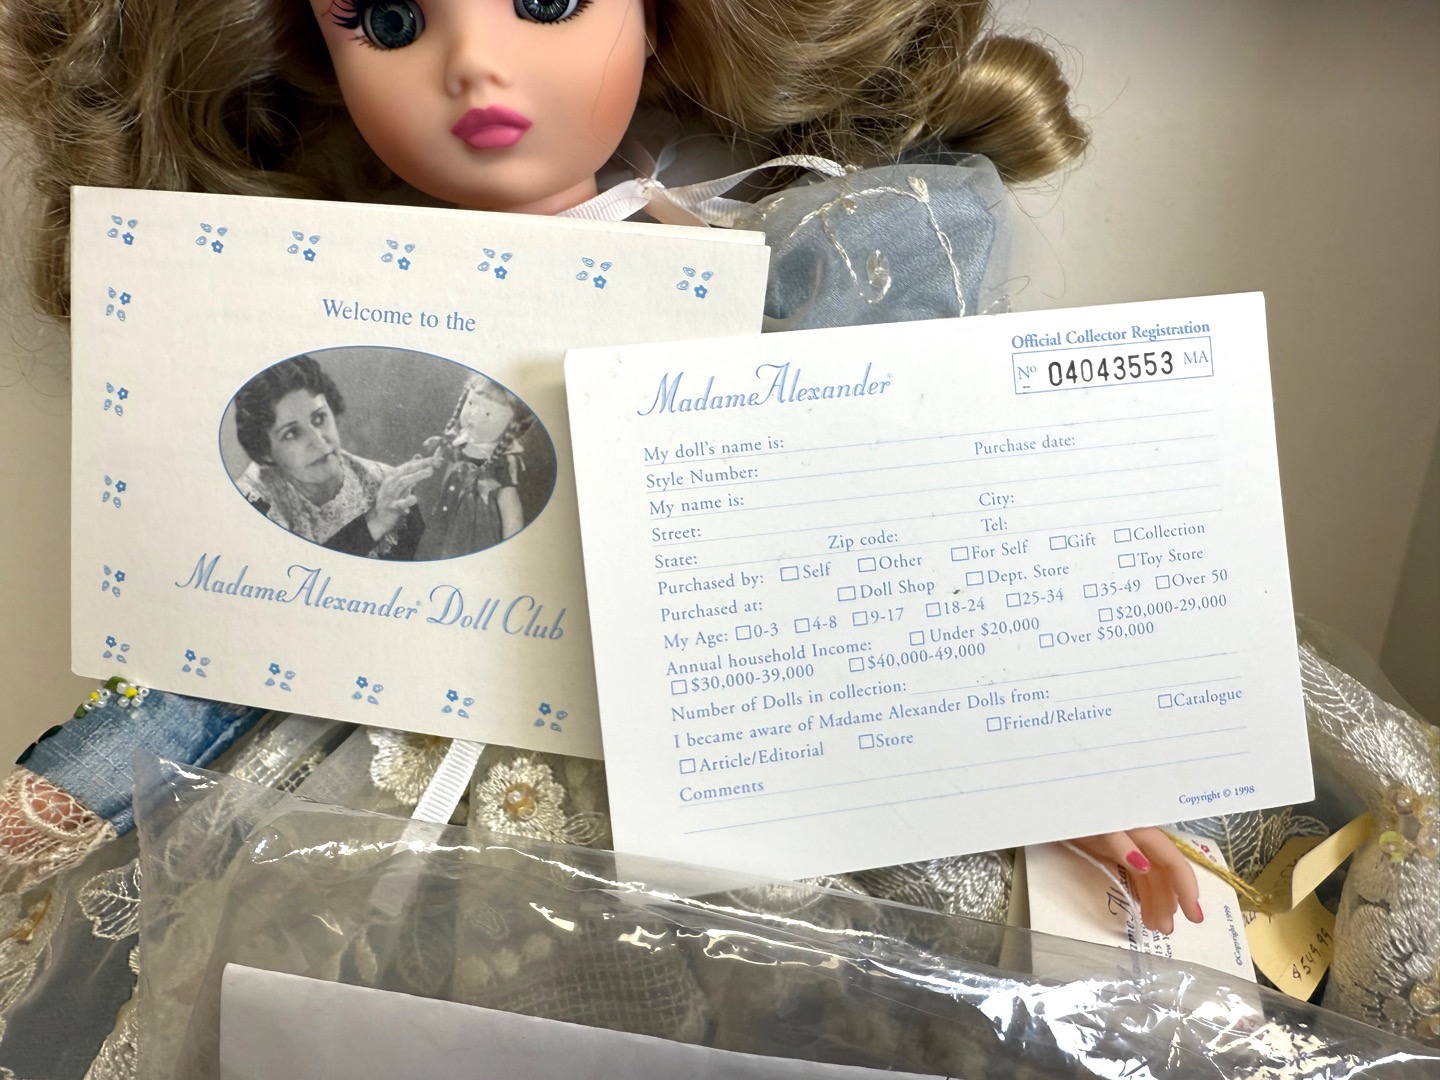 Welcome to the
Madame Alexander® Doll Club
Madame Alexander®
Official Collector Registration
Nº 04043553 MA
My doll's name is: Purchase date:
Style Number:
My name is: City:
Street: Tel:
State: Zip code:
Purchased by: Self Other For Self Gift Collection
Purchased at: Doll Shop Dept. Store Toy Store
My Age: 0-3 4-8 9-17 18-24 25-34 35-49 Over 50
Annual household Income: Under $20,000 $20,000-29,000
$30,000-39,000 $40,000-49,000 Over $50,000
Number of Dolls in collection:
I became aware of Madame Alexander Dolls from:
Article/Editorial Store Friend/Relative Catalogue
Comments
Copyright © 1998
©Copyright 1999
$549.99